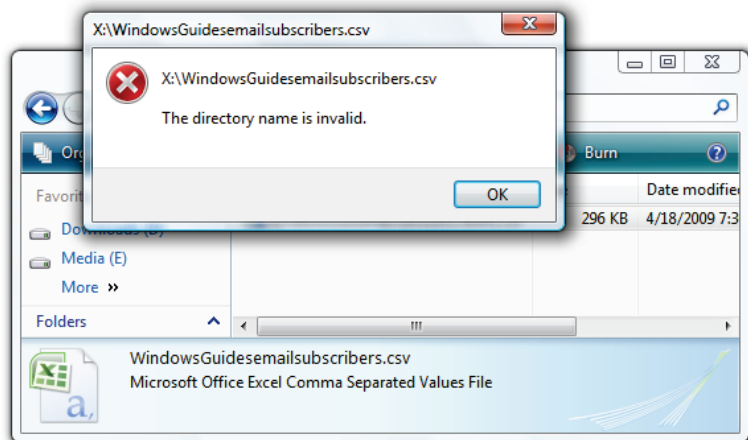 X:\WindowsGuidesemailsubscribers.csv
X:\WindowsGuidesemailsubscribers.csv
The directory name is invalid.
OK
Burn
Date modified
296 KB 4/18/2009 7:3
Media (E)
More »
Folders
WindowsGuidesemailsubscribers.csv
Microsoft Office Excel Comma Separated Values File
a,